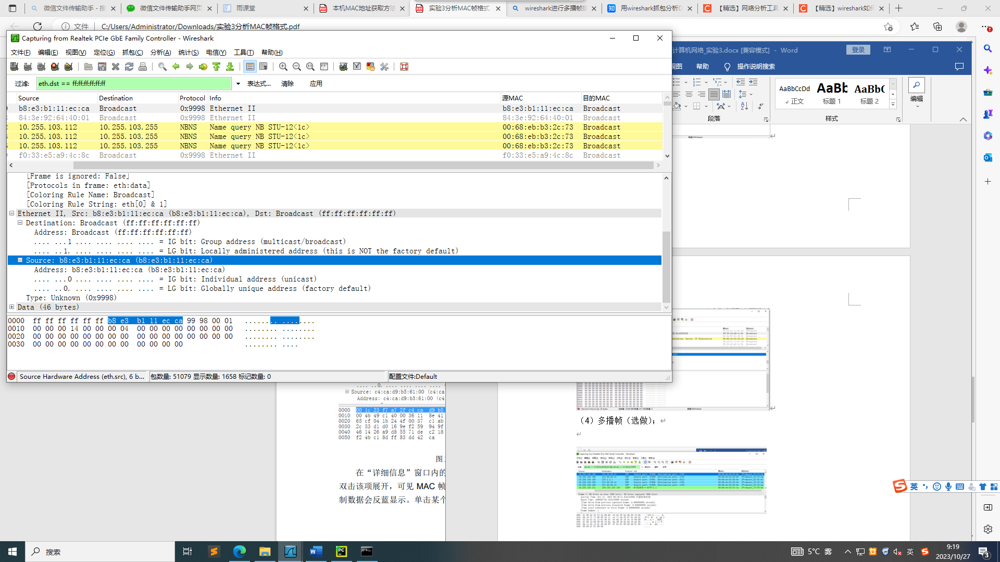 微信文件传输助手 - 搜
微信文件传输助手网页
雨课堂
本机MAC地址获取方法
实验3分析MAC帧格式.
wireshark进行多播帧
用wireshark抓包分析D
【精选】网络分析工具
【精选】wireshark如
文件 C:/Users/Administrator/Downloads/实验3分析MAC帧格式.pdf
Capturing from Realtek PCIe GbE Family Controller - Wireshark
文件(F) 编辑(E) 视图(V) 定位(G) 抓包(C) 分析(A) 统计(S) 电信(Y) 工具(T) 帮助(H)
过滤: eth.dst == ff:ff:ff:ff:ff:ff 表达式... 清除 应用
Source Destination Protocol Info 源MAC 目的MAC
b8:e3:b1:11:ec:ca Broadcast 0x9998 Ethernet II b8:e3:b1:11:ec:ca Broadcast
84:3e:92:64:40:01 Broadcast 0x9998 Ethernet II 84:3e:92:64:40:01 Broadcast
10.255.103.112 10.255.103.255 NBNS Name query NB STU-12<1c> 00:68:eb:b3:2c:73 Broadcast
10.255.103.112 10.255.103.255 NBNS Name query NB STU-12<1c> 00:68:eb:b3:2c:73 Broadcast
10.255.103.112 10.255.103.255 NBNS Name query NB STU-12<1c> 00:68:eb:b3:2c:73 Broadcast
f0:33:e5:a9:4c:8c Broadcast 0x9998 Ethernet II f0:33:e5:a9:4c:8c Broadcast
[Frame is ignored: False]
[Protocols in frame: eth:data]
[Coloring Rule Name: Broadcast]
[Coloring Rule String: eth[0] & 1]
Ethernet II, Src: b8:e3:b1:11:ec:ca (b8:e3:b1:11:ec:ca), Dst: Broadcast (ff:ff:ff:ff:ff:ff)
Destination: Broadcast (ff:ff:ff:ff:ff:ff)
Address: Broadcast (ff:ff:ff:ff:ff:ff)
.... ...1 .... .... .... .... = IG bit: Group address (multicast/broadcast)
.... ..1. .... .... .... .... = LG bit: Locally administered address (this is NOT the factory default)
Source: b8:e3:b1:11:ec:ca (b8:e3:b1:11:ec:ca)
Address: b8:e3:b1:11:ec:ca (b8:e3:b1:11:ec:ca)
.... ...0 .... .... .... .... = IG bit: Individual address (unicast)
.... ..0. .... .... .... .... = LG bit: Globally unique address (factory default)
Type: Unknown (0x9998)
Data (46 bytes)
0000 ff ff ff ff ff ff b8 e3 b1 11 ec ca 99 98 00 01 ........ ........
0010 00 00 00 14 00 00 00 04 00 00 00 00 00 00 00 00 ........ ........
0020 00 00 00 00 00 00 00 00 00 00 00 00 00 00 00 00 ........ ........
0030 00 00 00 00 00 00 00 00 00 00 00 00 ........ ....
Source Hardware Address (eth.src), 6 b... 包数量: 51079 显示数量: 1658 标记数量: 0 配置文件:Default
计算机网络_实验3.docx [兼容模式] - Word 登录
视图 帮助 操作说明搜索
AaBbCcDd AaBb AaBbC
正文 标题 1 标题 2
编辑
段落 样式
配置文件:Default
(4) 多播帧（选做）;
.... ..0. .... .... .... ....
Source: c4:ca:d9:b5:61:00 (c4:ca
Address: c4:ca:d9:b5:61:00 (c4
0000 00 1c 23 f7 a7 2f c4 ca d9 b5
0010 00 4b 49 c1 40 00 36 11 8e 41
0020 65 cf 04 1b 24 4f 00 37 c1 ab
0030 2c 33 d1 d0 16 9e f2 59 94 9f
0040 46 14 26 a9 d8 55 71 de c2 18
0050 f2 4b c1 8d ff 83 dd 42 ca
图
在“详细信息”窗口内的
双击该项展开，可见 MAC 帧
制数据会反蓝显示。单击某个
英
搜索
5°C 雾
英
9:19
2023/10/27
3